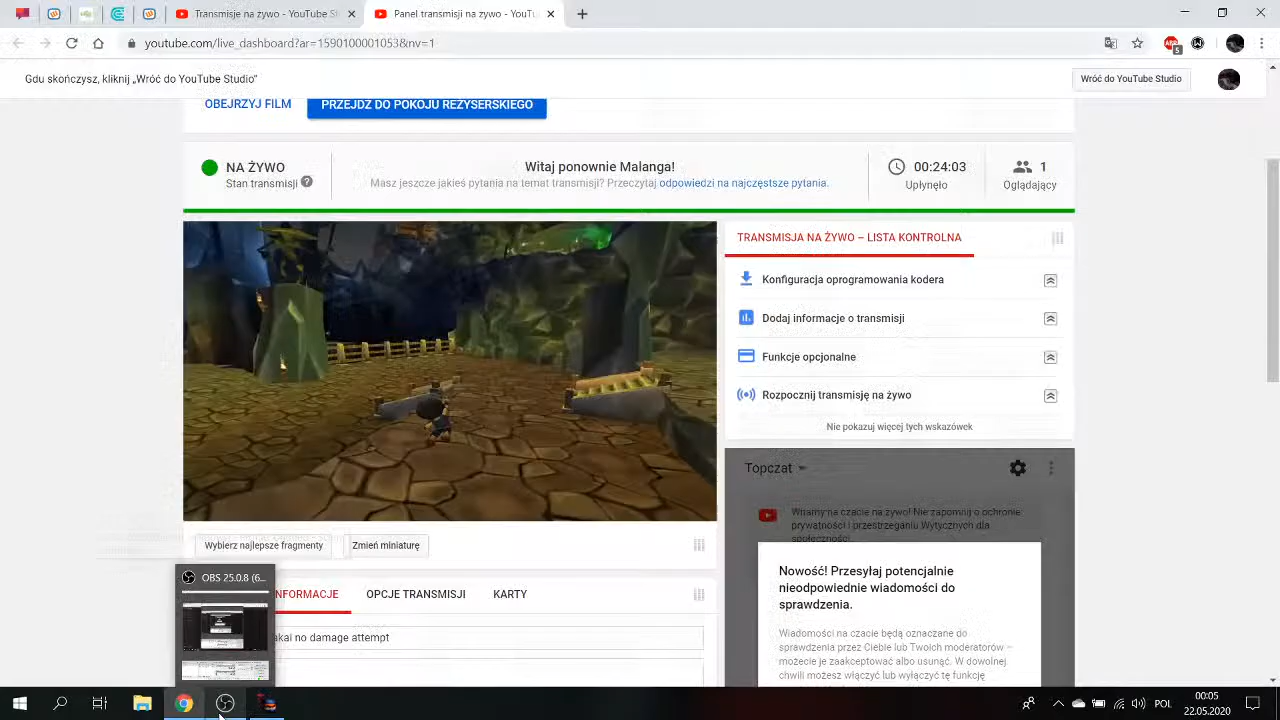 Transmisja na żywo - YouTube St
Panel transmisji na żywo - YouTu
youtube.com/live_dashboard?ar=1590100010538nv=1
5
Gdu skończysz, kliknij „Wróć do YouTube Studio”
Wróć do YouTube Studio
OBEJRZYJ FILM
PRZEJDŹ DO POKOJU REŻYSERSKIEGO
NA ŻYWO
Stan transmisji
Witaj ponownie Malanga!
Masz jeszcze jakieś pytania na temat transmisji? Przeczytaj odpowiedzi na najczęstsze pytania.
00:24:03
Upłynęło
1
Oglądający
TRANSMISJA NA ŻYWO – LISTA KONTROLNA
Konfiguracja oprogramowania kodera
Dodaj informacje o transmisji
Funkcje opcjonalne
Rozpocznij transmisję na żywo
Nie pokazuj więcej tych wskazówek
Topczat
Witamy na czacie na żywo! Nie zapomnij o ochronie
prywatności i przestrzeganiu Wytycznych dla
społeczności.
Nowość! Przesyłaj potencjalnie
nieodpowiednie wiadomości do
sprawdzenia.
Wiadomości na czacie będą oznaczane do
sprawdzenia przez Ciebie lub Twoich moderatorów –
możecie je zaakceptować albo usunąć. W dowolnej
chwili możesz włączyć lub wyłączyć tę funkcję
Wybierz najlepsze fragmenty
Zmień miniaturę
OBS 25.0.8 (6...
NFORMACJE
OPCJE TRANSMISJI
KARTY
akai no damage attempt
POL
00:05
22.05.2020